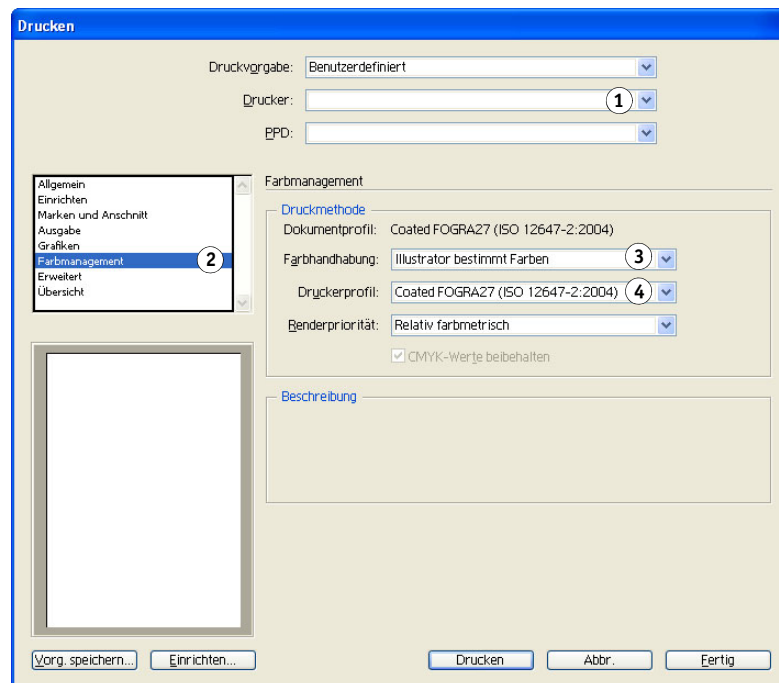 Drucken
Druckvorgabe: Benutzerdefiniert
Drucker: 1
PPD:
Allgemein
Einrichten
Marken und Anschnitt
Ausgabe
Grafiken
Farbmanagement 2
Erweitert
Übersicht
Farbmanagement
Druckmethode
Dokumentprofil: Coated FOGRA27 (ISO 12647-2:2004)
Farbhandhabung: Illustrator bestimmt Farben 3
Druckerprofil: Coated FOGRA27 (ISO 12647-2:2004) 4
Renderpriorität: Relativ farbmetrisch
CMYK-Werte beibehalten
Beschreibung
Vorg. speichern... Einrichten... Drucken Abbr. Fertig